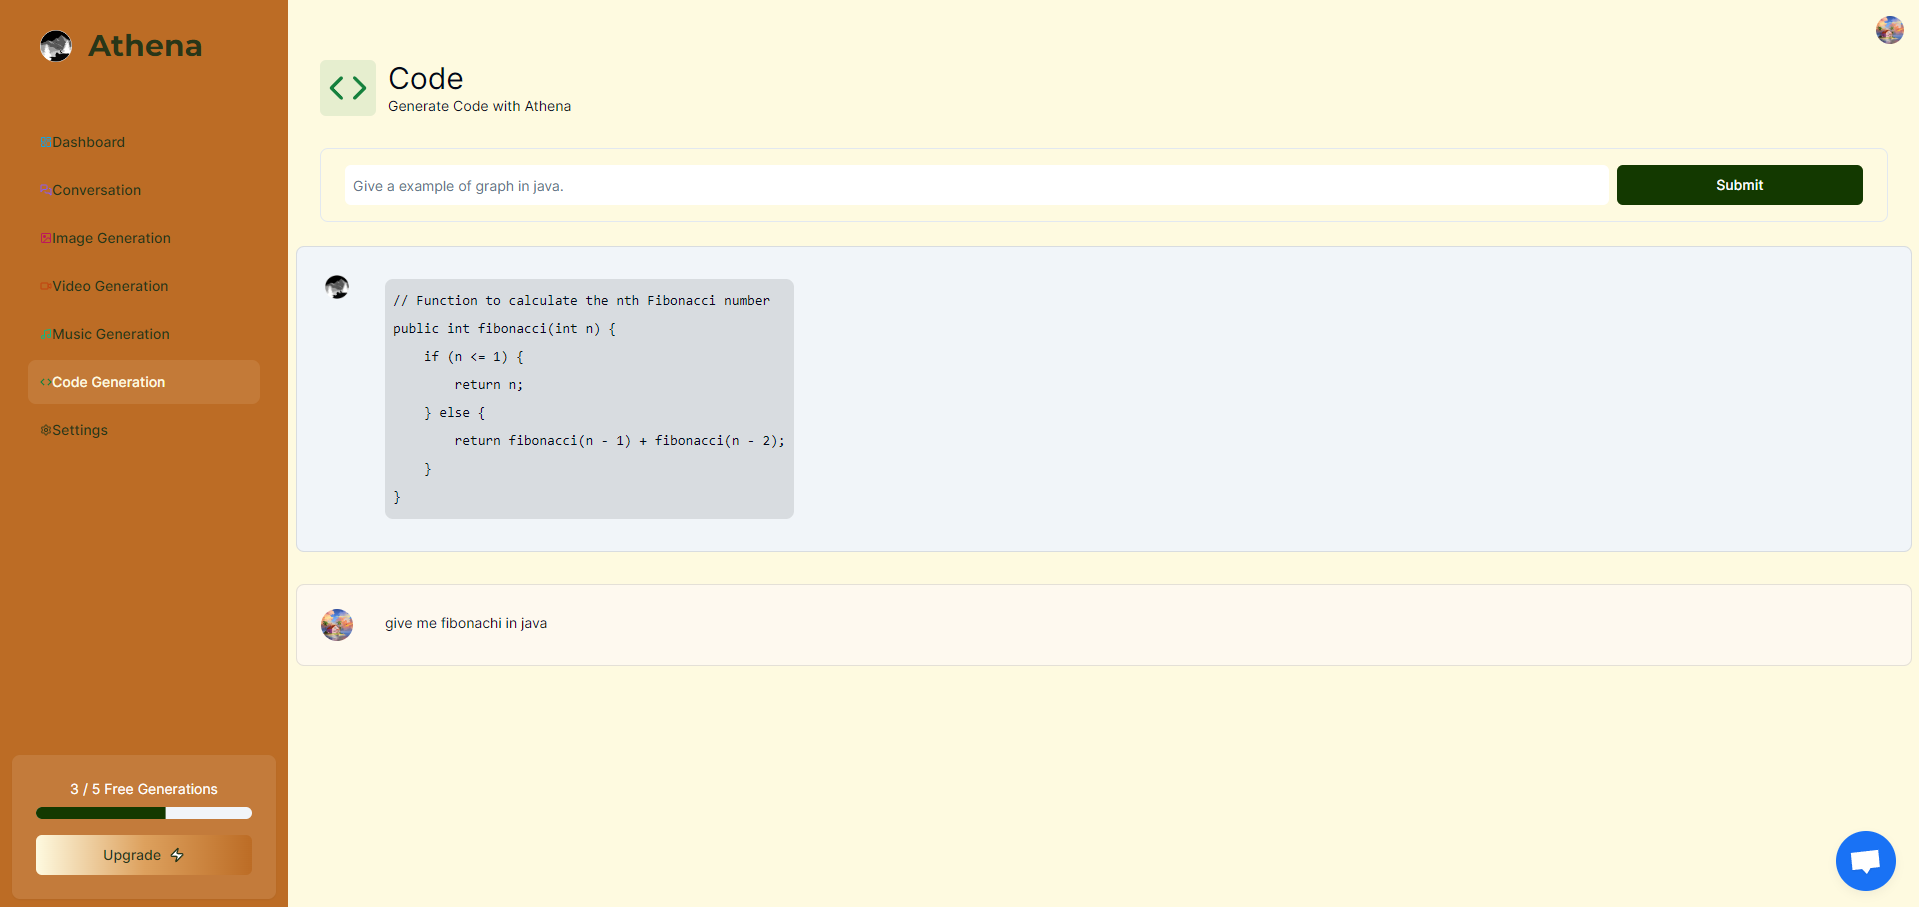 Athena
Dashboard
Conversation
Image Generation
Video Generation
Music Generation
Code Generation
Settings
3 / 5 Free Generations
Upgrade
Code
Generate Code with Athena
Give a example of graph in java.
Submit
// Function to calculate the nth Fibonacci number
public int fibonacci(int n) {
    if (n <= 1) {
        return n;
    } else {
        return fibonacci(n - 1) + fibonacci(n - 2);
    }
}
give me fibonachi in java